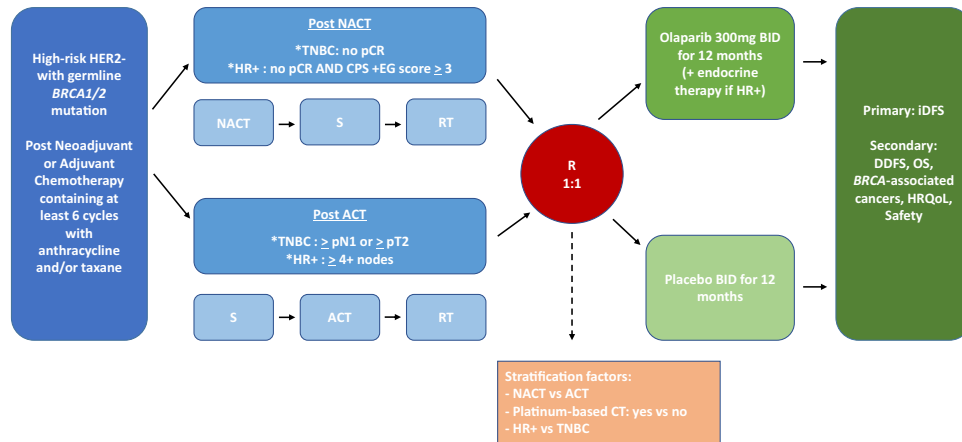 High-risk HER2-
with germline
BRCA1/2
mutation
Post Neoadjuvant
or Adjuvant
Chemotherapy
containing at
least 6 cycles
with
anthracycline
and/or taxane
Post NACT
*TNBC: no pCR
*HR+ : no pCR AND CPS +EG score ≥ 3
NACT
S
RT
Post ACT
*TNBC : ≥ pN1 or ≥ pT2
*HR+ : ≥ 4+ nodes
S
ACT
RT
R
1:1
Stratification factors:
- NACT vs ACT
- Platinum-based CT: yes vs no
- HR+ vs TNBC
Olaparib 300mg BID
for 12 months
(+ endocrine
therapy if HR+)
Placebo BID for 12
months
Primary: iDFS
Secondary:
DDFS, OS,
BRCA-associated
cancers, HRQoL,
Safety